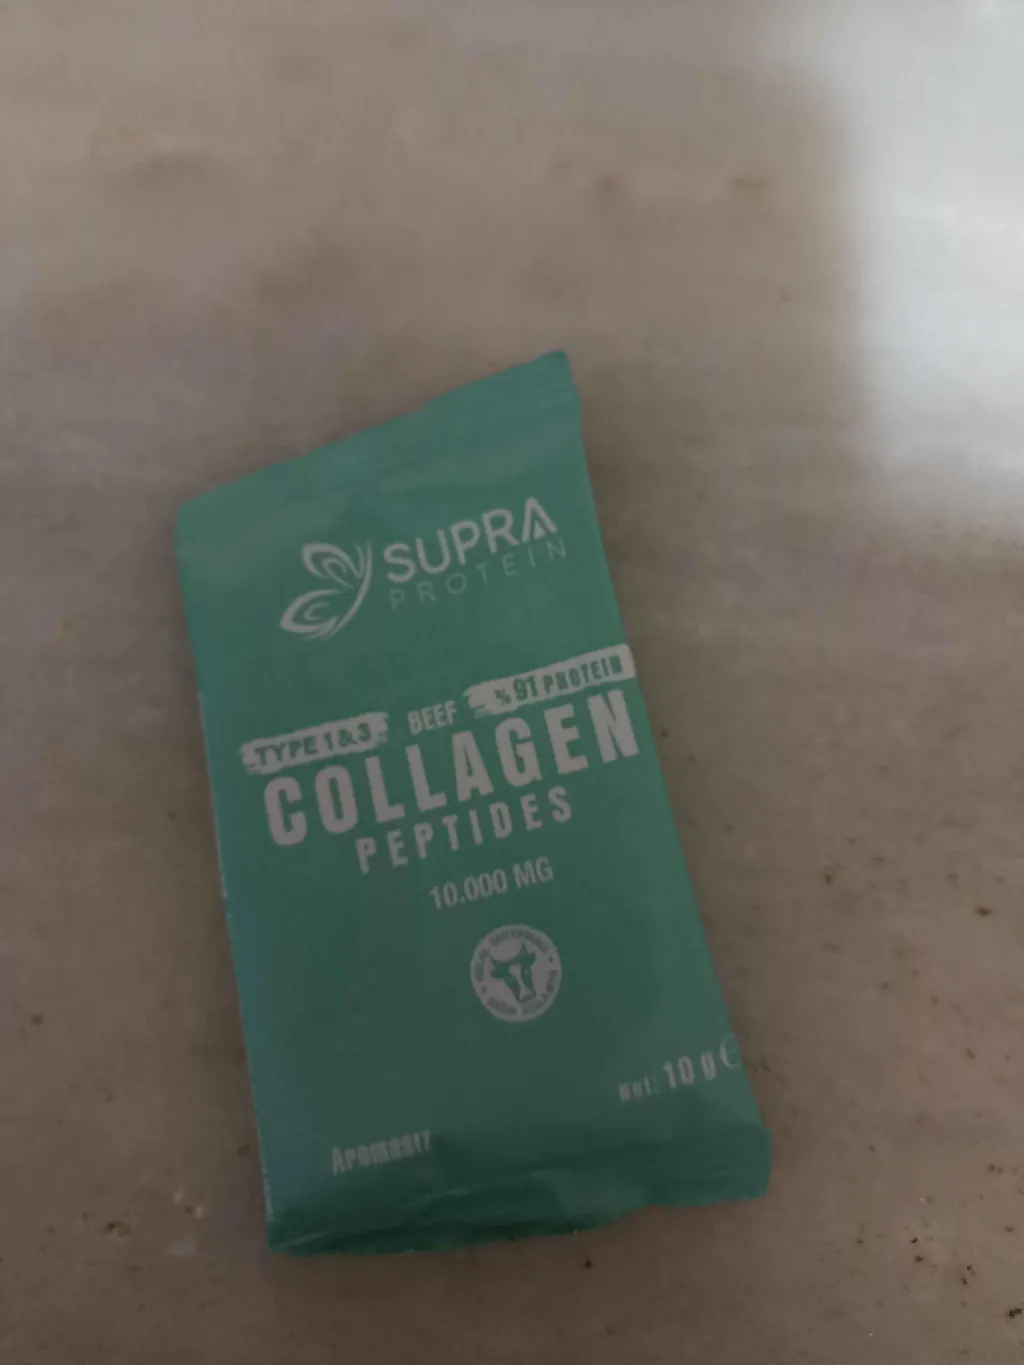 SUPRA
PROTEIN
TYPE 1&3 BEEF %91 PROTEIN
COLLAGEN
PEPTIDES
10.000 MG
Net: 10 g e
Aromasız